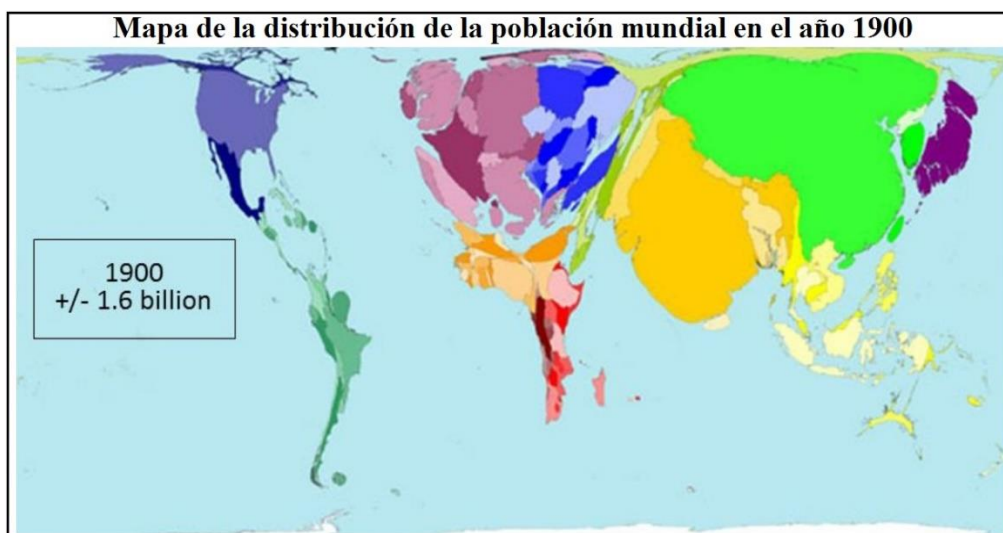 Mapa de la distribución de la población mundial en el año 1900
1900
+/- 1.6 billion